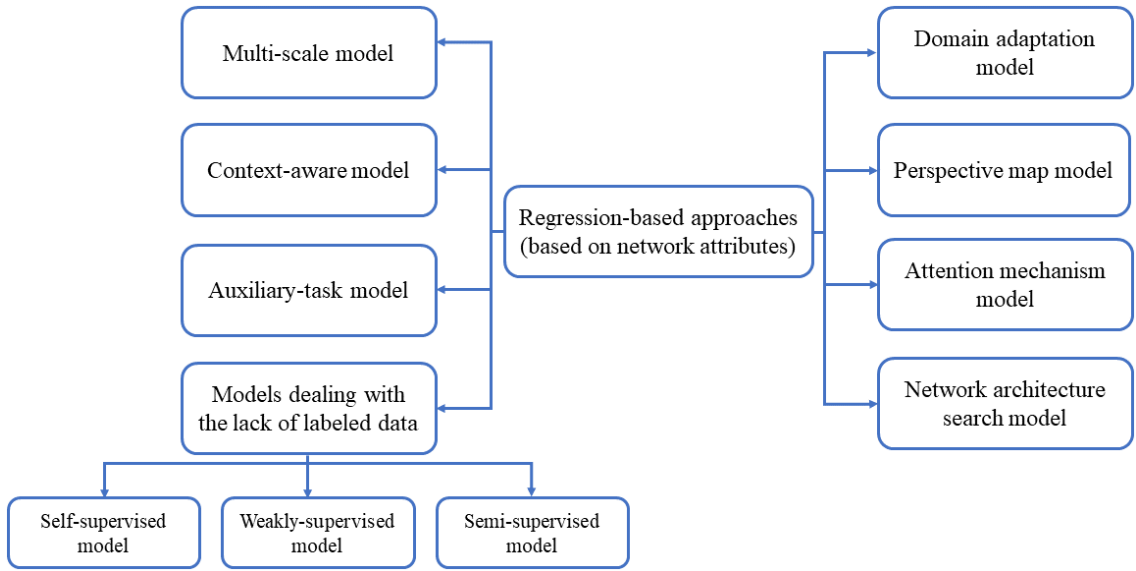 Multi-scale model
Context-aware model
Auxiliary-task model
Models dealing with
the lack of labeled data
Self-supervised
model
Weakly-supervised
model
Semi-supervised
model
Regression-based approaches
(based on network attributes)
Domain adaptation
model
Perspective map model
Attention mechanism
model
Network architecture
search model